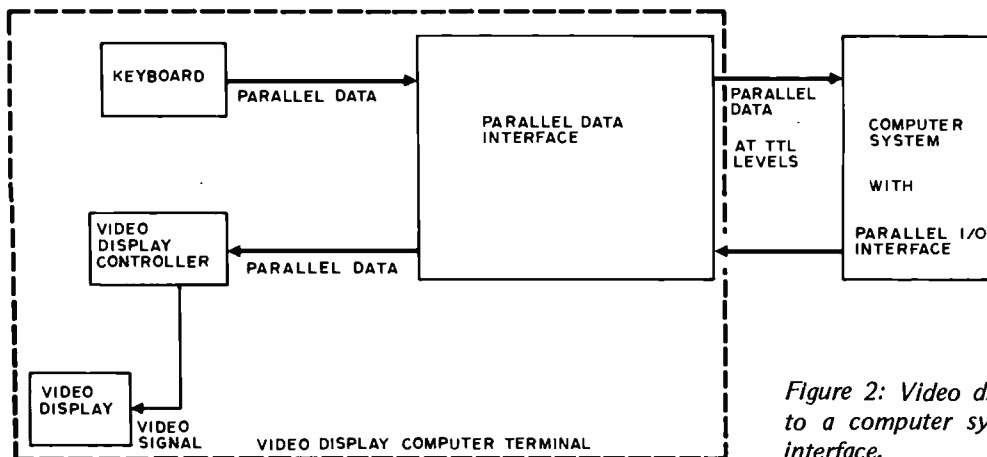 KEYBOARD
PARALLEL DATA
PARALLEL DATA
INTERFACE
PARALLEL
DATA
AT TTL
LEVELS
COMPUTER
SYSTEM
WITH
PARALLEL I/O
INTERFACE
VIDEO
DISPLAY
CONTROLLER
PARALLEL DATA
VIDEO
DISPLAY
VIDEO
SIGNAL
VIDEO DISPLAY COMPUTER TERMINAL
Figure 2: Video
to a computer
interface.